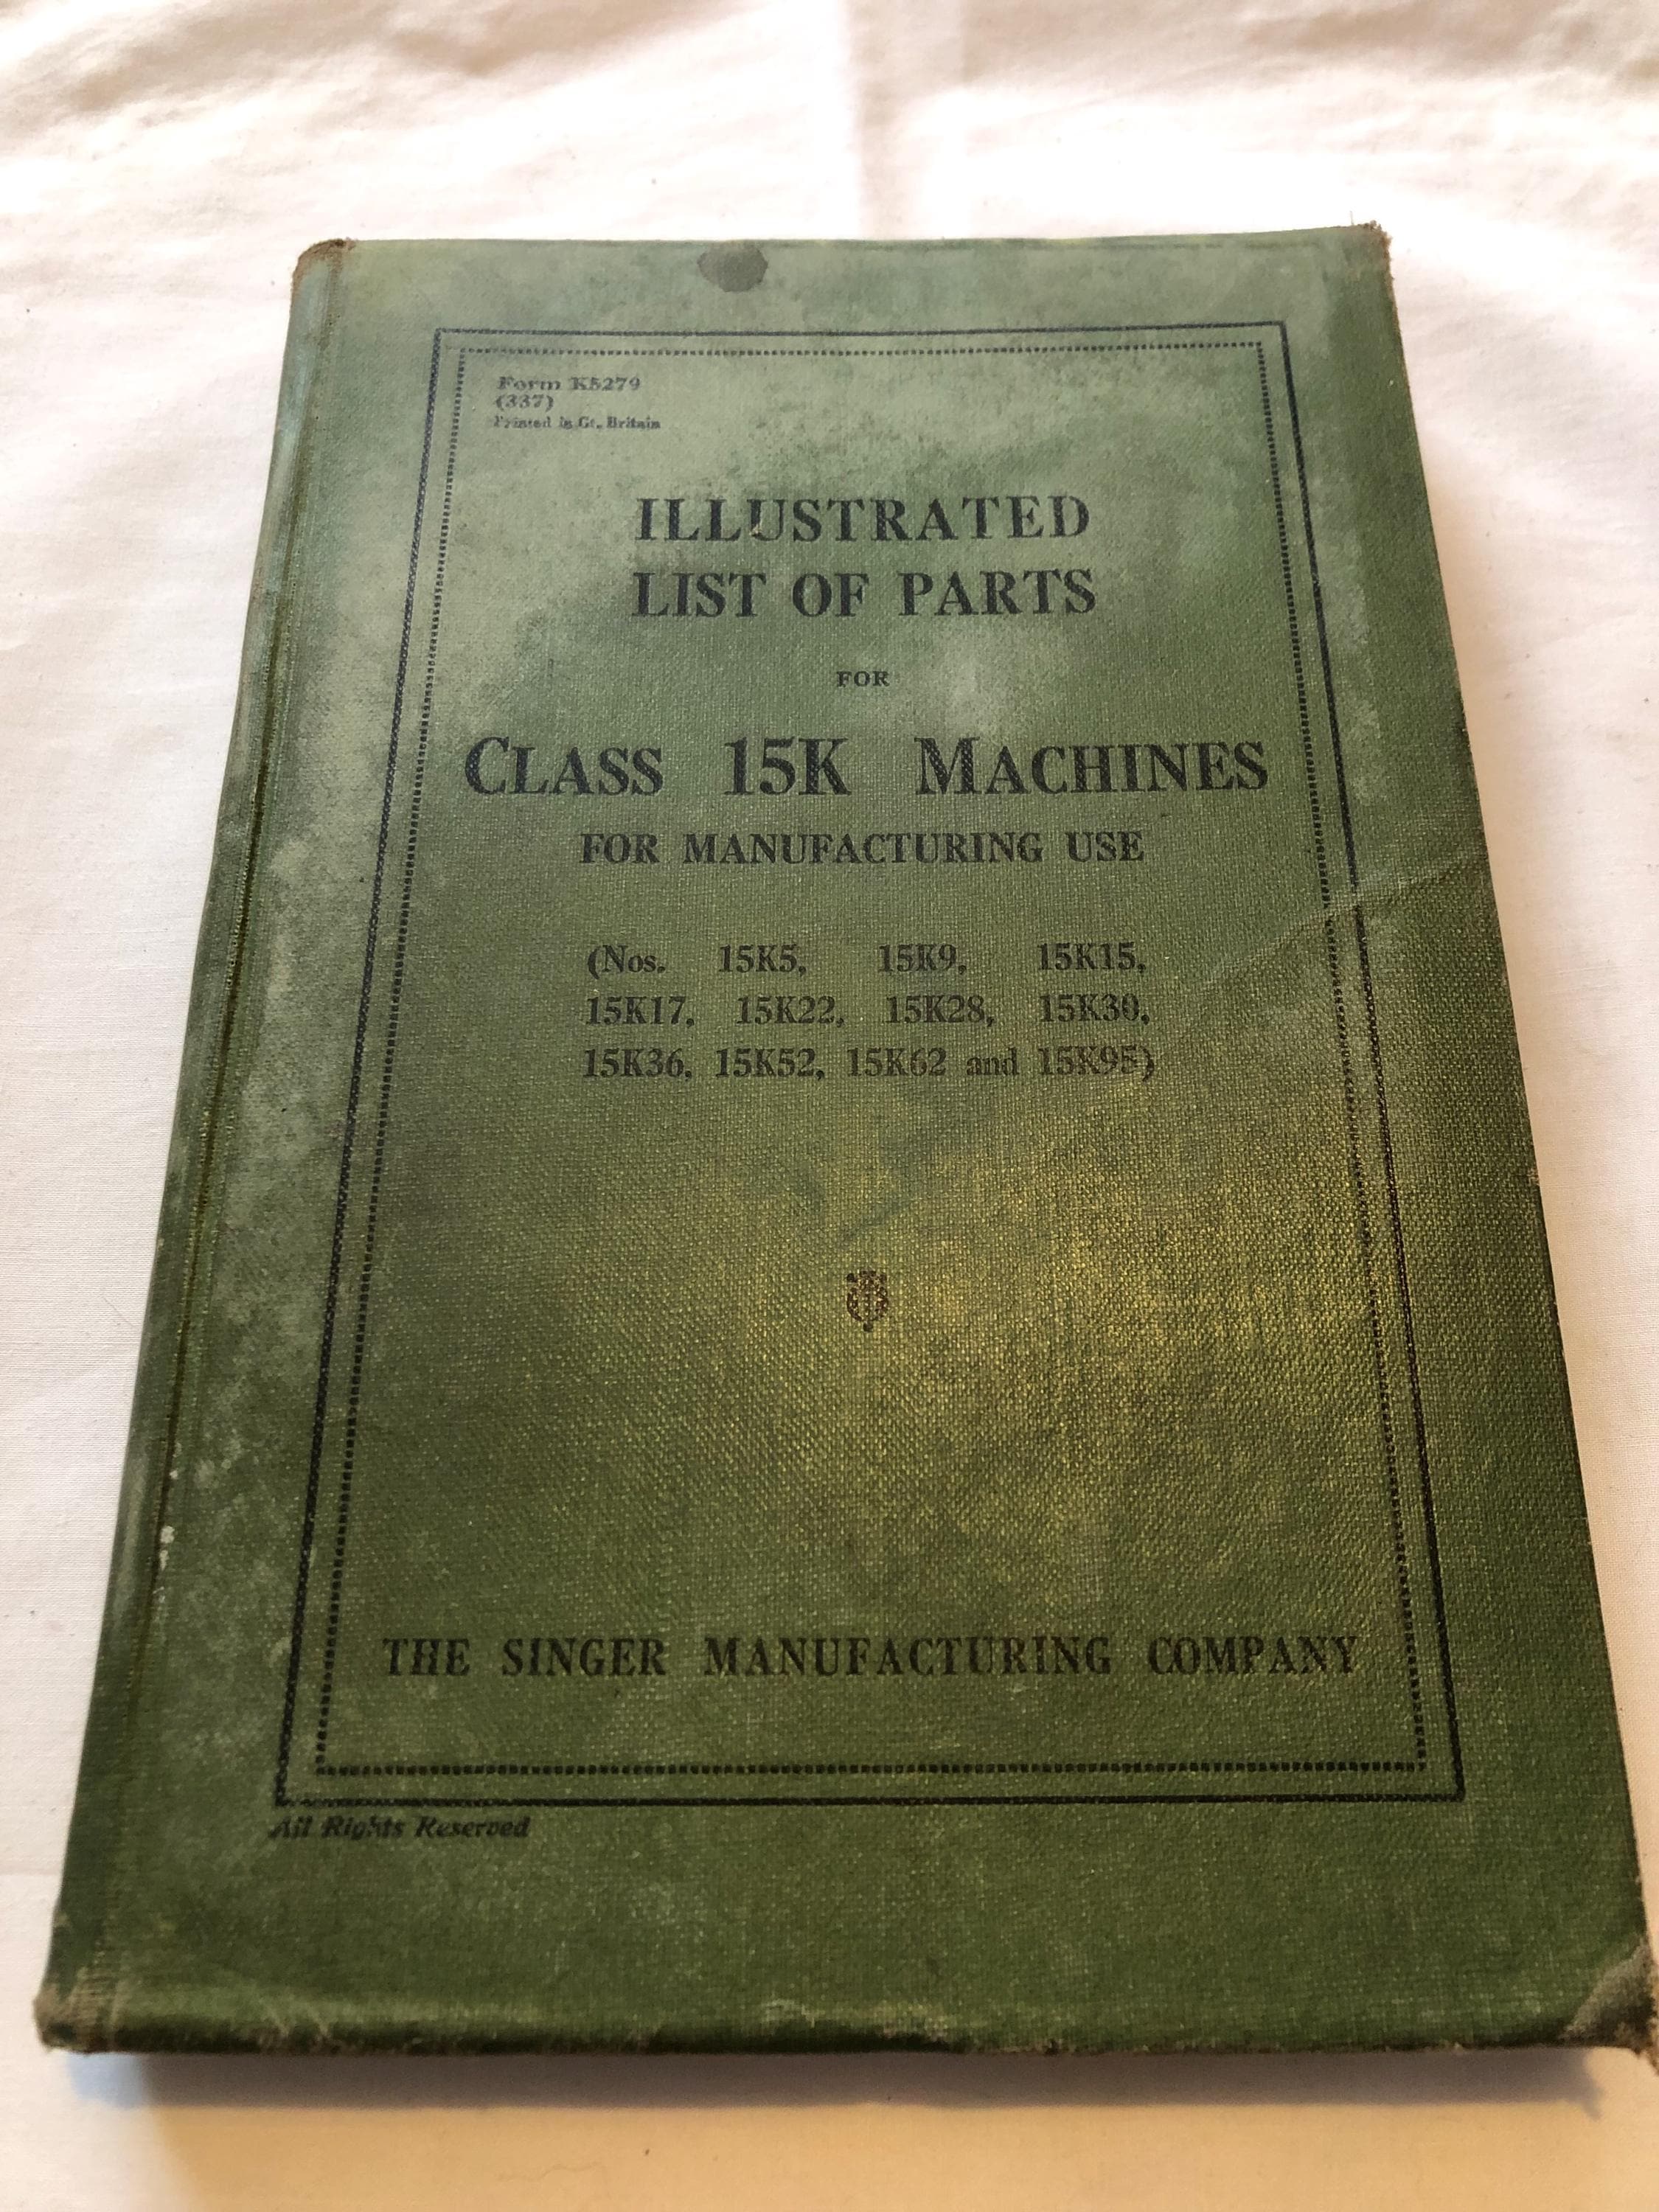 Form K5279
(337)
Printed in Gt. Britain
ILLUSTRATED
LIST OF PARTS
FOR
CLASS 15K MACHINES
FOR MANUFACTURING USE
(Nos. 15K5, 15K9, 15K15,
15K17, 15K22, 15K28, 15K30,
15K36, 15K52, 15K62 and 15K95)
THE SINGER MANUFACTURING COMPANY
All Rights Reserved